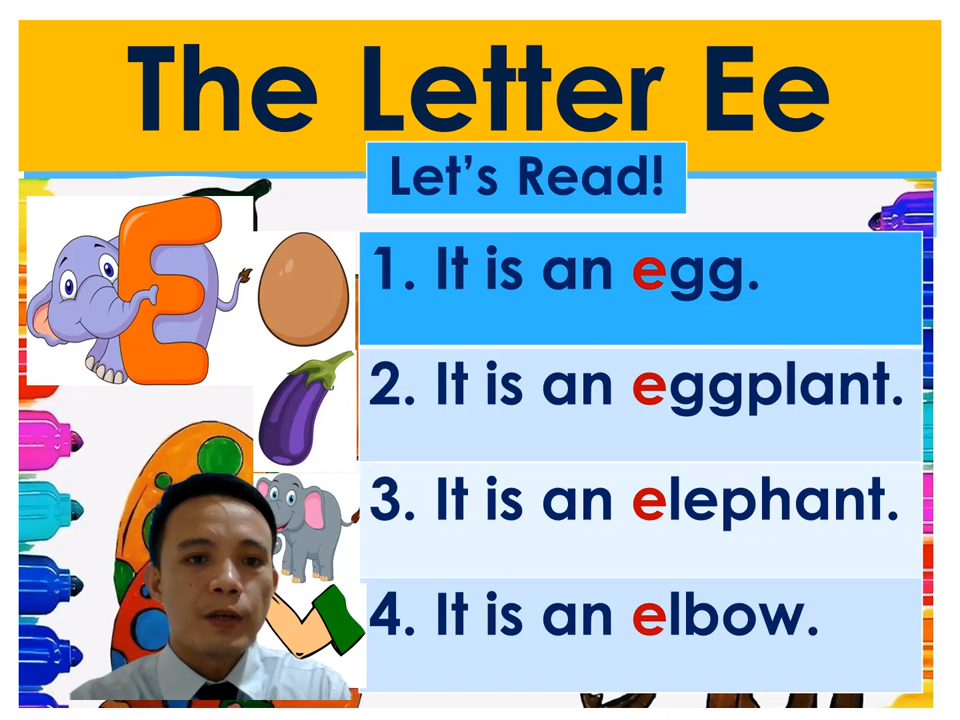 The Letter Ee
Let’s Read!
1. It is an egg.
2. It is an eggplant.
3. It is an elephant.
4. It is an elbow.